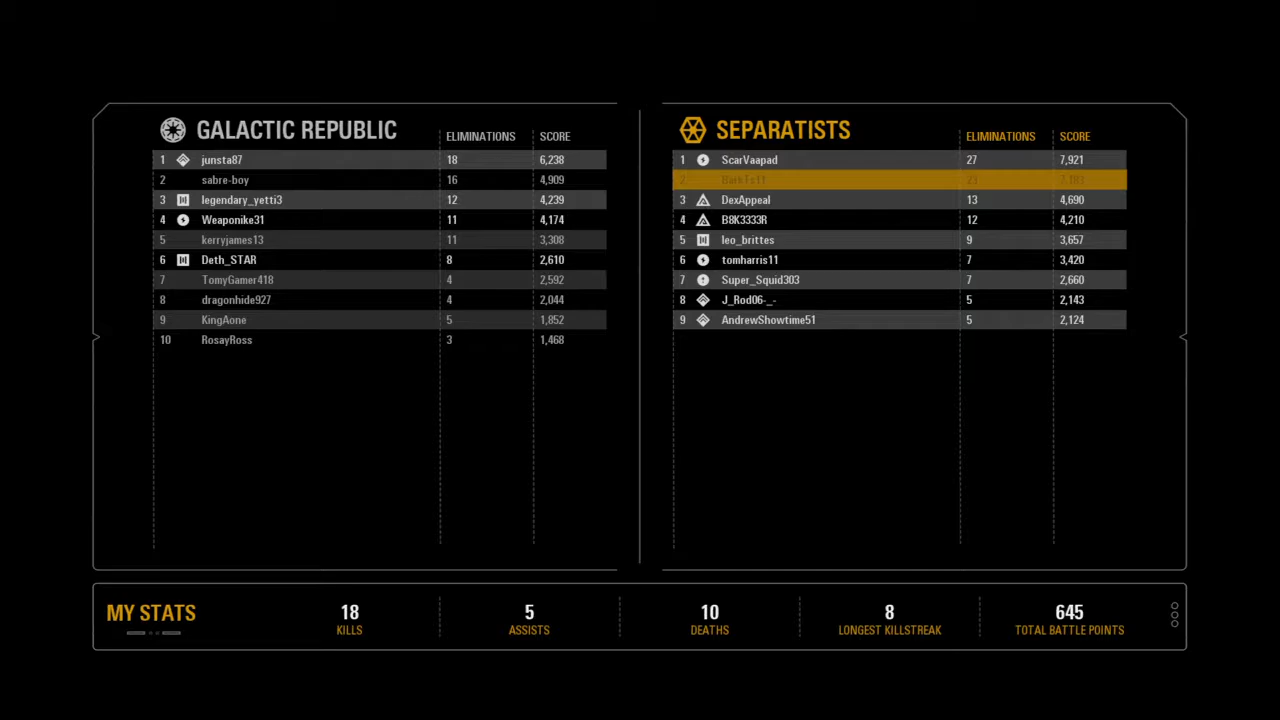 GALACTIC REPUBLIC ELIMINATIONS SCORE
1 junsta87 18 6,238
2 sabre-boy 16 4,909
3 legendary_yetti3 12 4,239
4 Weaponike31 11 4,174
5 kerryjames13 11 3,308
6 Deth_STAR 8 2,610
7 TomyGamer418 4 2,592
8 dragonhide927 4 2,044
9 KingAone 5 1,852
10 RosayRoss 3 1,468
SEPARATISTS ELIMINATIONS SCORE
1 ScarVaapad 27 7,921
2 23 7,183
3 DexAppeal 13 4,690
4 B8K3333R 12 4,210
5 leo_brittes 9 3,657
6 tomharris11 7 3,420
7 Super_Squid303 7 2,660
8 J_Rod06-_- 5 2,143
9 AndrewShowtime51 5 2,124
MY STATS
18 5 10 8 645
KILLS ASSISTS DEATHS LONGEST KILLSTREAK TOTAL BATTLE POINTS